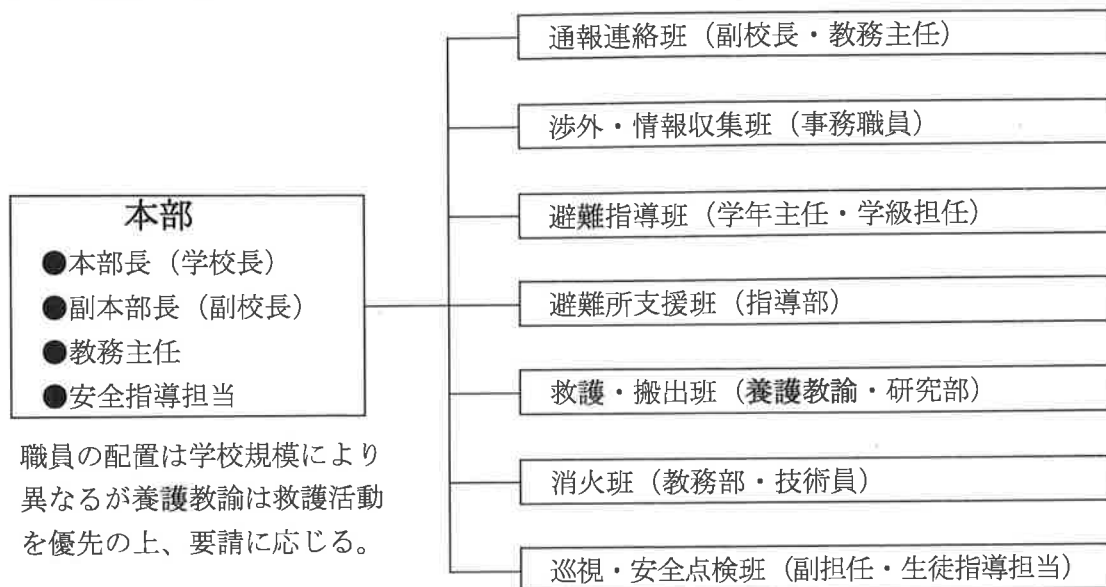 本部
●本部長（学校長）
●副本部長（副校長）
●教務主任
●安全指導担当
職員の配置は学校規模により
異なるが養護教諭は救護活動
を優先の上、要請に応じる。
通報連絡班（副校長・教務主任）
渉外・情報収集班（事務職員）
避難指導班（学年主任・学級担任）
避難所支援班（指導部）
救護・搬出班（養護教諭・研究部）
消火班（教務部・技術員）
巡視・安全点検班（副担任・生徒指導担当）